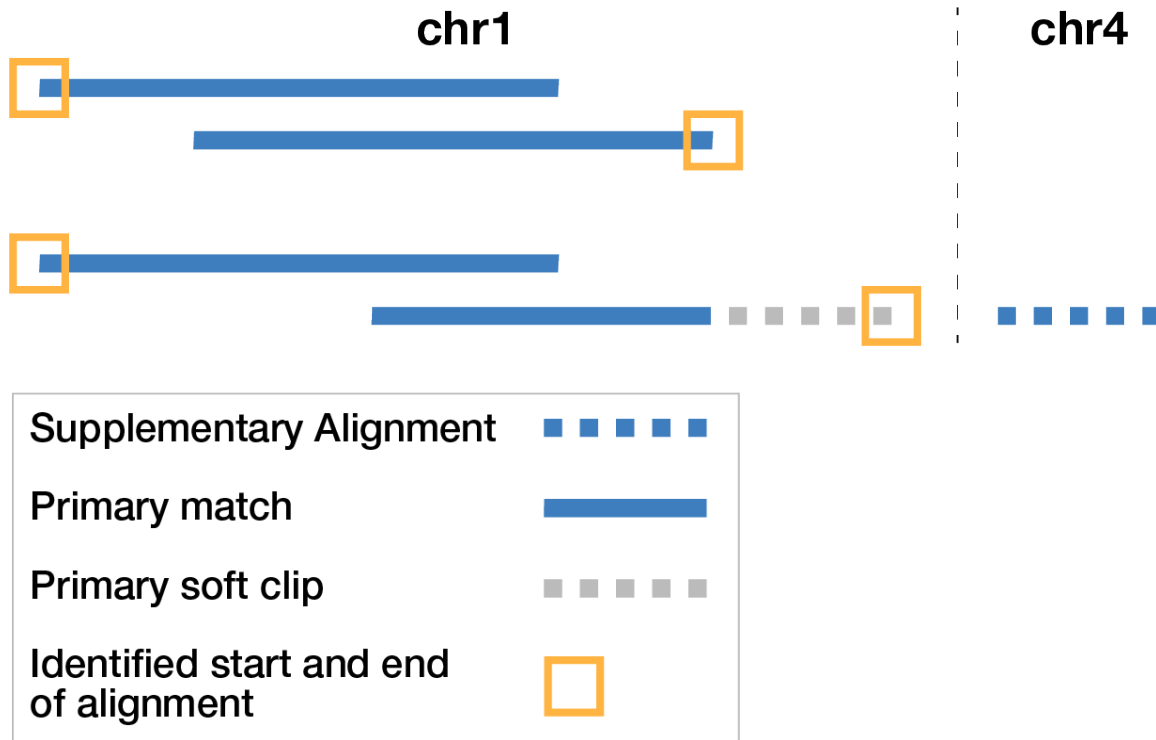 chr1
chr4
Supplementary Alignment
Primary match
Primary soft clip
Identified start and end
of alignment